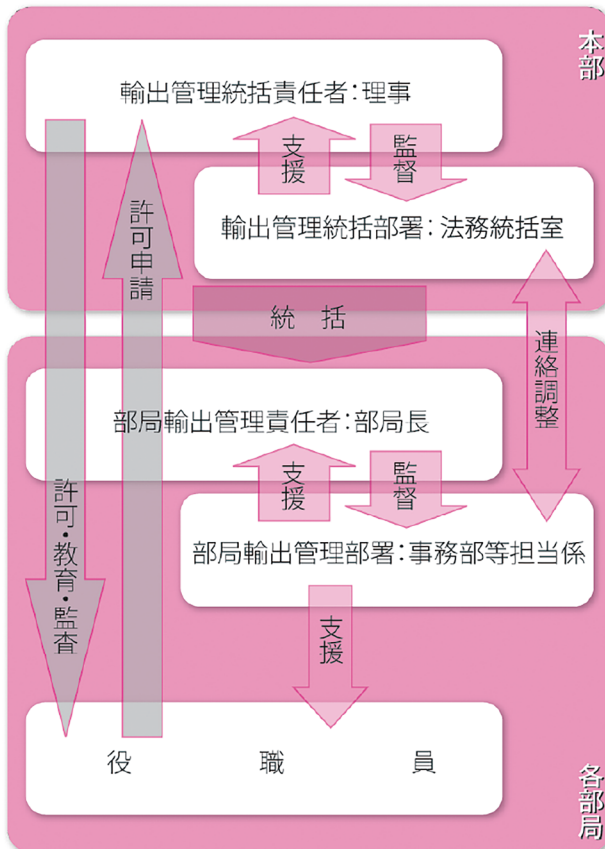 本部
輸出管理統括責任者：理事
支援
監督
輸出管理統括部署：法務統括室
許可申請
統 括
連絡調整
部局輸出管理責任者：部局長
支援
監督
許可・教育・監査
部局輸出管理部署：事務部等担当係
支援
役 職 員
各部局